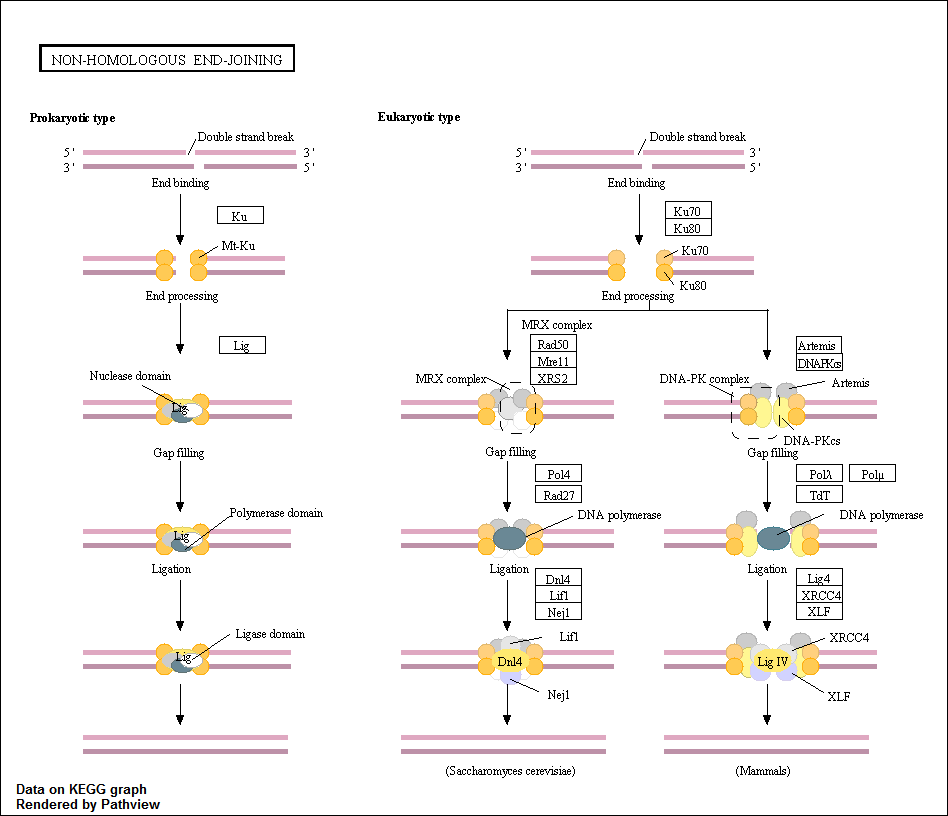 NON-HOMOLOGOUS END-JOINING
Prokaryotic type
Eukaryotic type
Double strand break
5' 3'
3' 5'
End binding
Ku
Mt-Ku
End processing
Lig
Nuclease domain
Lig
Gap filling
Polymerase domain
Lig
Ligation
Ligase domain
Lig
Double strand break
5' 3'
3' 5'
End binding
Ku70
Ku80
Ku70
Ku80
End processing
MRX complex
Rad50
Mre11
XRS2
MRX complex
Gap filling
Pol4
Rad27
DNA polymerase
Ligation
Dnl4
Lif1
Nej1
Lif1
Dnl4
Nej1
(Saccharomyces cerevisiae)
Artemis
DNAPKcs
DNA-PK complex
Artemis
DNA-PKcs
Gap filling
Polλ Polμ
TdT
DNA polymerase
Ligation
Lig4
XRCC4
XLF
XRCC4
Lig IV
XLF
(Mammals)
Data on KEGG graph
Rendered by Pathview